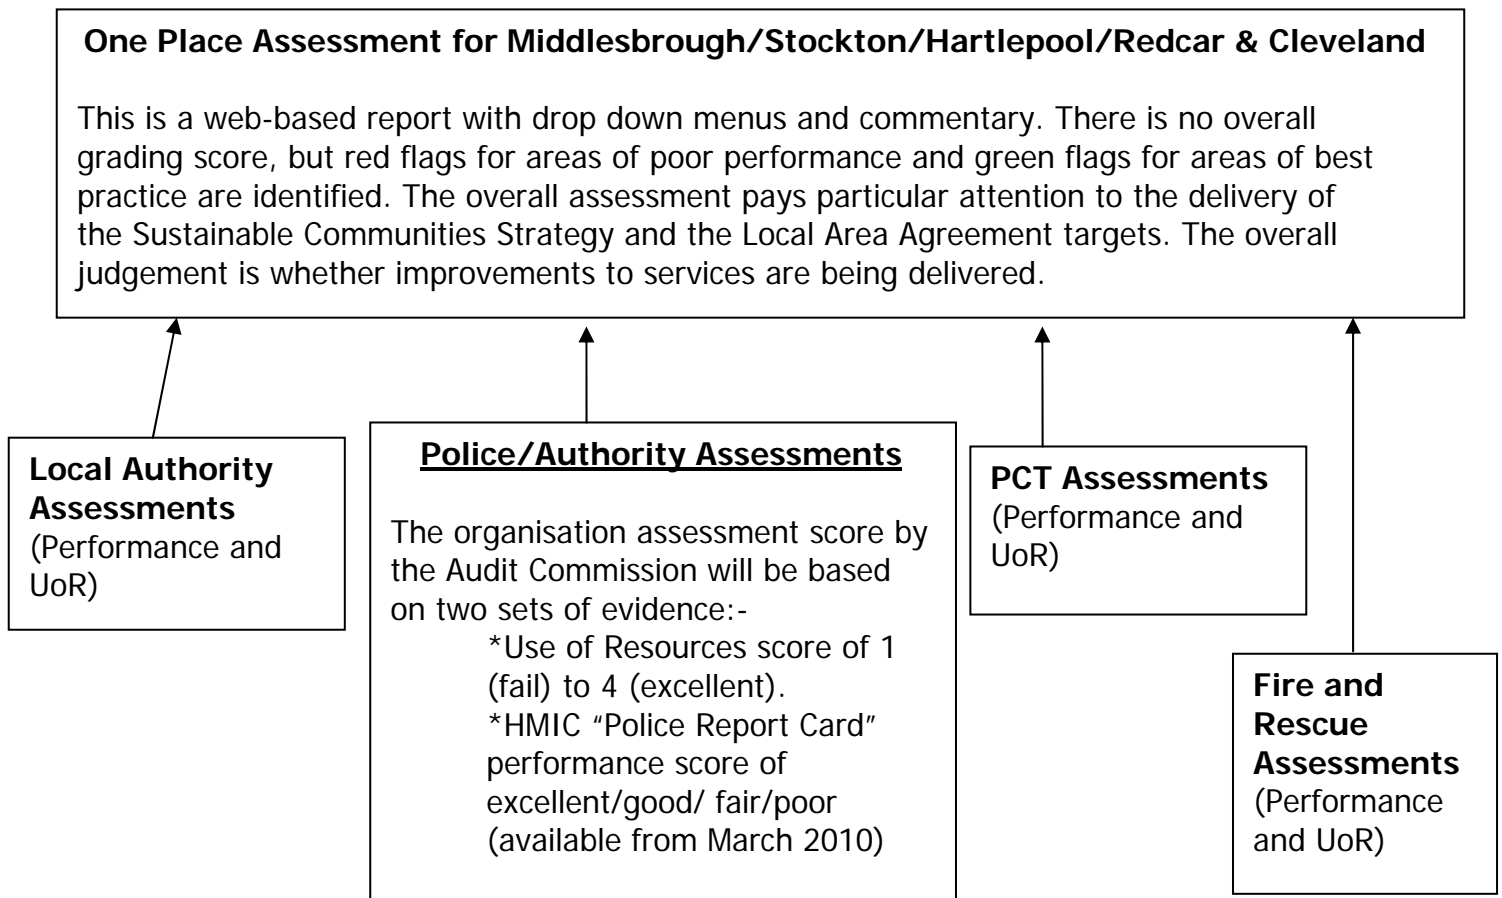 One Place Assessment for Middlesbrough/Stockton/Hartlepool/Redcar & Cleveland
This is a web-based report with drop down menus and commentary. There is no overall
grading score, but red flags for areas of poor performance and green flags for areas of best
practice are identified. The overall assessment pays particular attention to the delivery of
the Sustainable Communities Strategy and the Local Area Agreement targets. The overall
judgement is whether improvements to services are being delivered.
Local Authority
Assessments
(Performance and
UoR)
Police/Authority Assessments
The organisation assessment score by
the Audit Commission will be based
on two sets of evidence:-
*Use of Resources score of 1
(fail) to 4 (excellent).
*HMIC “Police Report Card”
performance score of
excellent/good/ fair/poor
(available from March 2010)
PCT Assessments
(Performance and
UoR)
Fire and
Rescue
Assessments
(Performance
and UoR)